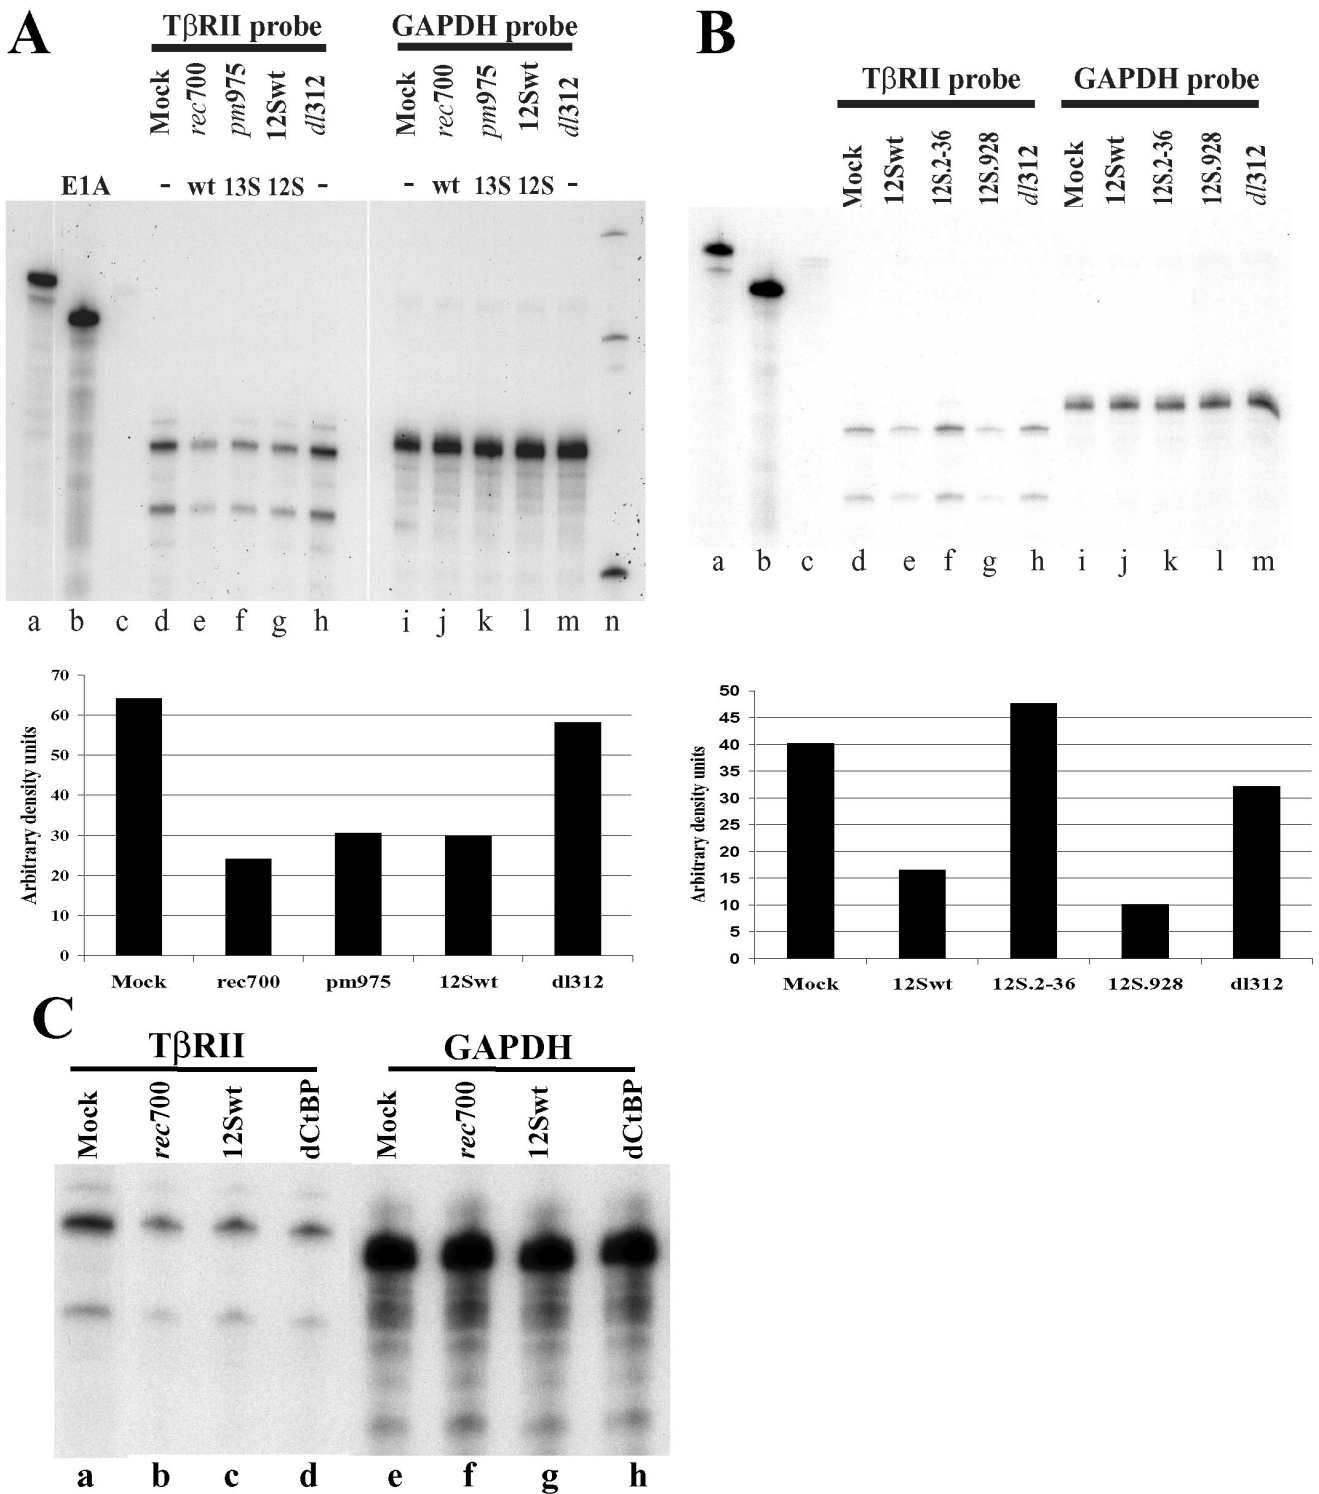 A
TβRII probe
GAPDH probe
Mock rec700 pm975 12Swt dl312
Mock rec700 pm975 12Swt dl312
E1A - wt 13S 12S -
- wt 13S 12S -
a b c d e f g h i j k l m n
70
60
50
40
30
20
10
0
Arbitrary density units
Mock rec700 pm975 12Swt dl312
B
TβRII probe
GAPDH probe
Mock 12Swt 12S.2-36 12S.928 dl312
Mock 12Swt 12S.2-36 12S.928 dl312
a b c d e f g h i j k l m
50
45
40
35
30
25
20
15
10
5
0
Arbitrary density units
Mock 12Swt 12S.2-36 12S.928 dl312
C
TβRII
GAPDH
Mock rec700 12Swt dCtBP
Mock rec700 12Swt dCtBP
a b c d e f g h